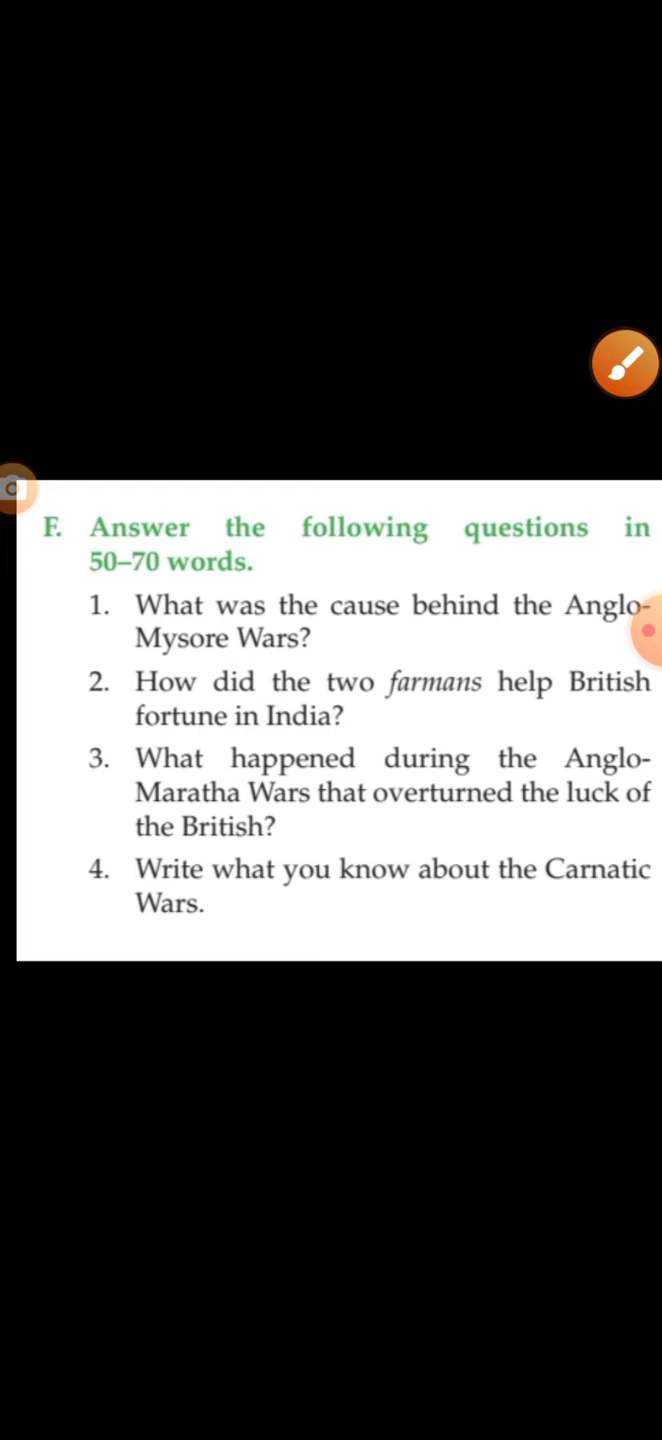 F. Answer the following questions in
50–70 words.
1. What was the cause behind the Anglo-
Mysore Wars?
2. How did the two farmans help British
fortune in India?
3. What happened during the Anglo-
Maratha Wars that overturned the luck of
the British?
4. Write what you know about the Carnatic
Wars.